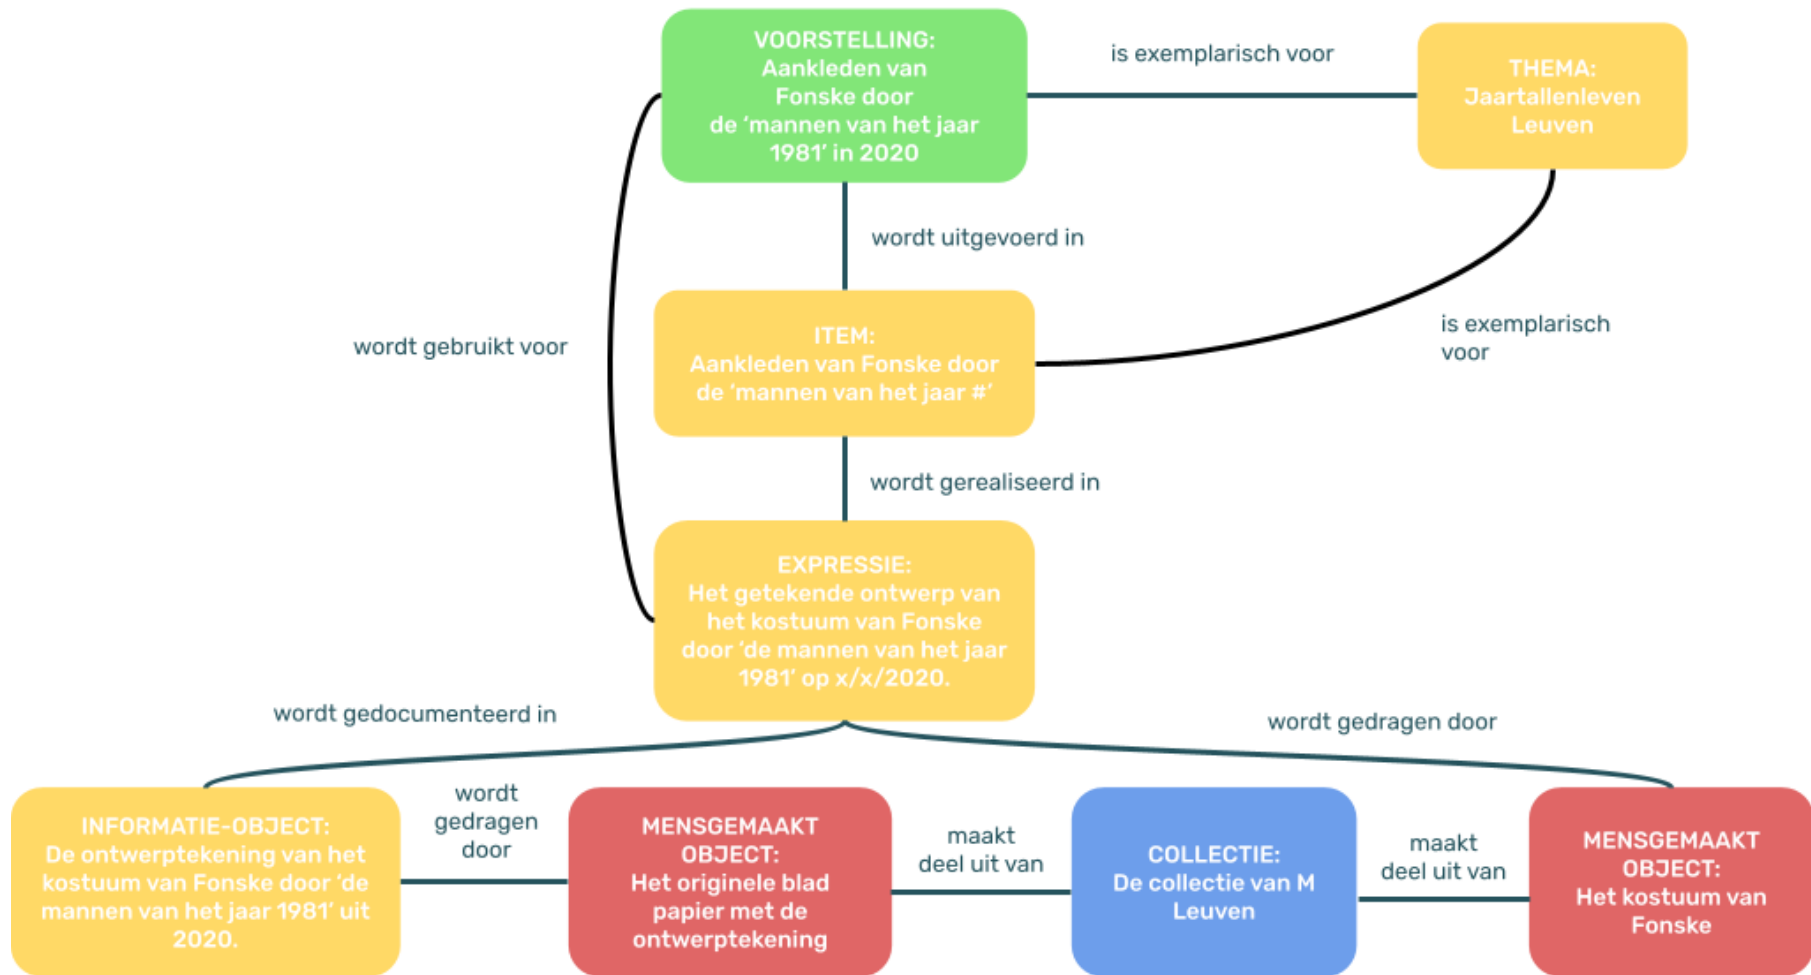 VOORSTELLING:
Aankleden van
Fonske door
de ‘mannen van het jaar
1981’ in 2020
is exemplarisch voor
THEMA:
Jaartallenleven
Leuven
wordt uitgevoerd in
wordt gebruikt voor
ITEM:
Aankleden van Fonske door
de ‘mannen van het jaar #’
is exemplarisch
voor
wordt gerealiseerd in
EXPRESSIE:
Het getekende ontwerp van
het kostuum van Fonske
door ‘de mannen van het jaar
1981’ op x/x/2020.
wordt gedocumenteerd in
wordt gedragen door
INFORMATIE-OBJECT:
De ontwerptekening van het
kostuum van Fonske door ‘de
mannen van het jaar 1981’ uit
2020.
wordt
gedragen
door
MENSGEMAAKT
OBJECT:
Het originele blad
papier met de
ontwerptekening
maakt
deel uit van
COLLECTIE:
De collectie van M
Leuven
maakt
deel uit van
MENSGEMAAKT
OBJECT:
Het kostuum van
Fonske